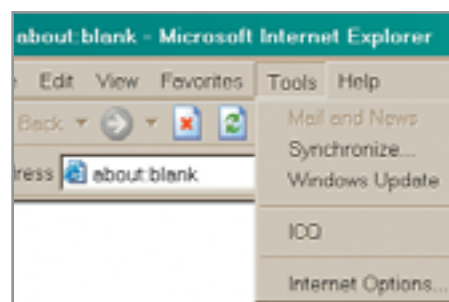 about:blank - Microsoft Internet Explorer
Edit View Favorites Tools Help
Back
Mail and News
Synchronize...
ress about:blank
Windows Update
ICQ
Internet Options...